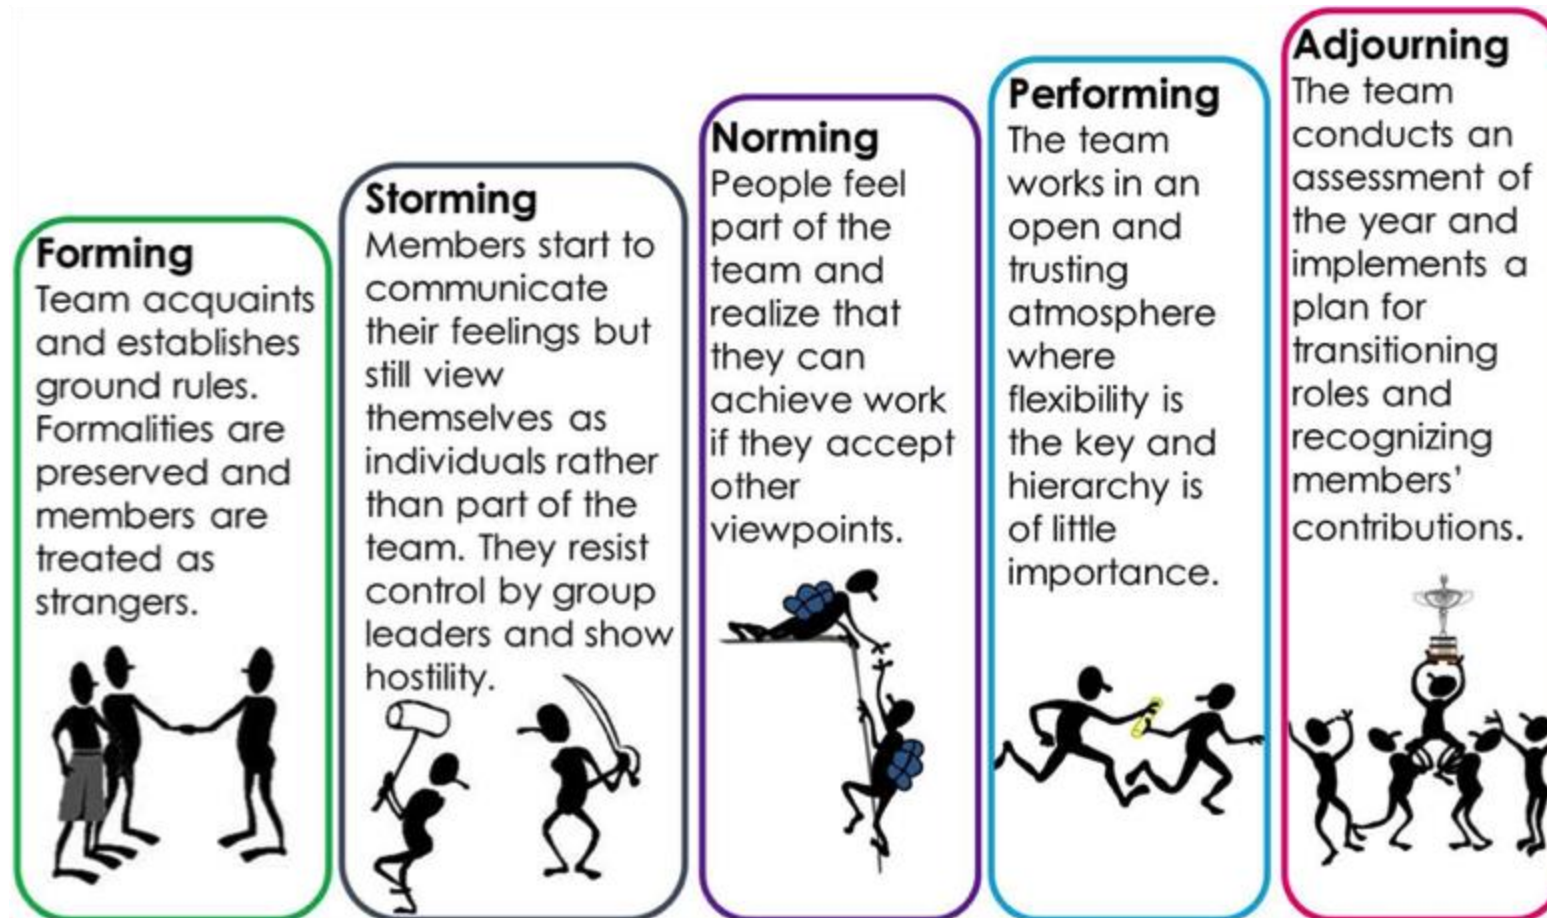 Forming
Team acquaints
and establishes
ground rules.
Formalities are
preserved and
members are
treated as
strangers.
Storming
Members start to
communicate
their feelings but
still view
themselves as
individuals rather
than part of the
team. They resist
control by group
leaders and show
hostility.
Norming
People feel
part of the
team and
realize that
they can
achieve work
if they accept
other
viewpoints.
Performing
The team
works in an
open and
trusting
atmosphere
where
flexibility is
the key and
hierarchy is
of little
importance.
Adjourning
The team
conducts an
assessment of
the year and
implements a
plan for
transitioning
roles and
recognizing
members’
contributions.